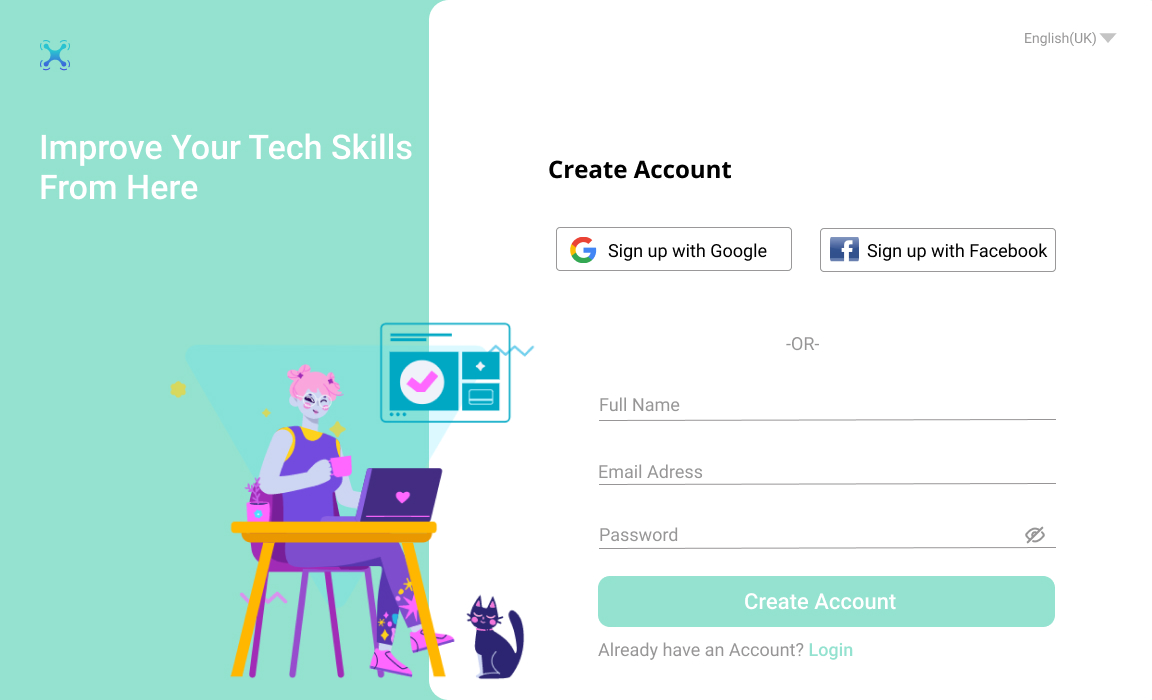 English(UK)
Improve Your Tech Skills
From Here
Create Account
Sign up with Google
Sign up with Facebook
-OR-
Full Name
Email Adress
Password
Create Account
Already have an Account? Login